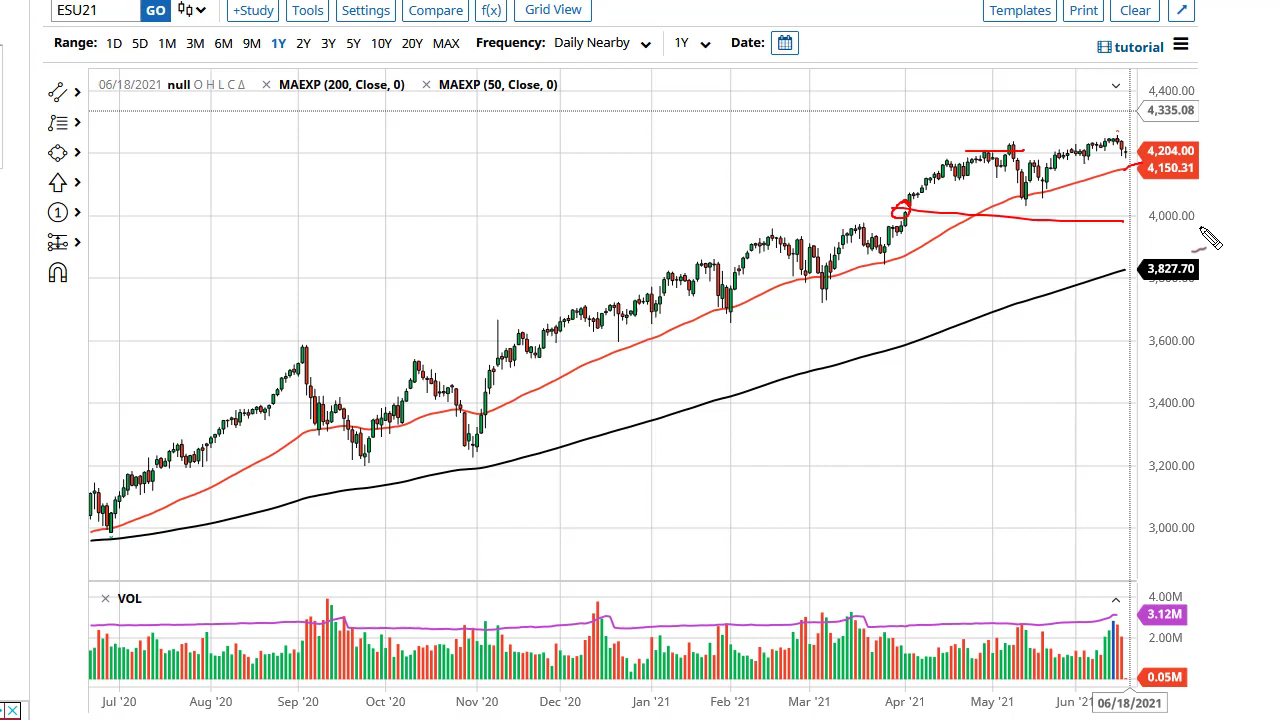 ESU21 GO +Study Tools Settings Compare f(x) Grid View Templates Print Clear
Range: 1D 5D 1M 3M 6M 9M 1Y 2Y 3Y 5Y 10Y 20Y MAX Frequency: Daily Nearby 1Y Date: tutorial
06/18/2021 null O H L C Δ × MAEXP (200, Close, 0) × MAEXP (50, Close, 0)
4,400.00
4,335.08
4,204.00
4,150.31
4,000.00
3,827.70
3,600.00
3,400.00
3,200.00
3,000.00
× VOL
4.00M
3.12M
2.00M
0.05M
Jul '20 Aug '20 Sep '20 Oct '20 Nov '20 Dec '20 Jan '21 Feb '21 Mar '21 Apr '21 May '21 Jun '21 06/18/2021